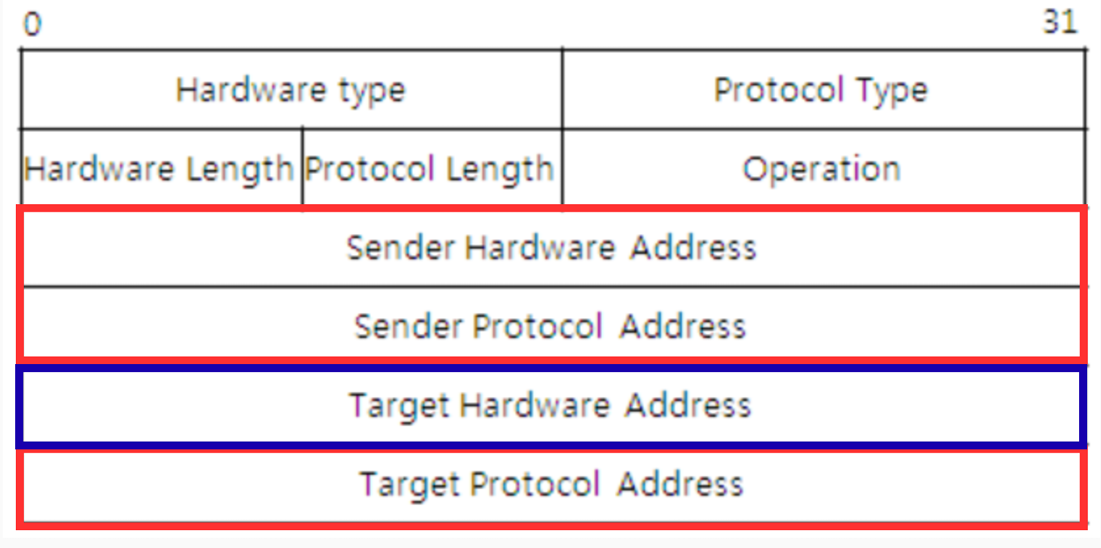 0 31
Hardware type Protocol Type
Hardware Length Protocol Length Operation
Sender Hardware Address
Sender Protocol Address
Target Hardware Address
Target Protocol Address